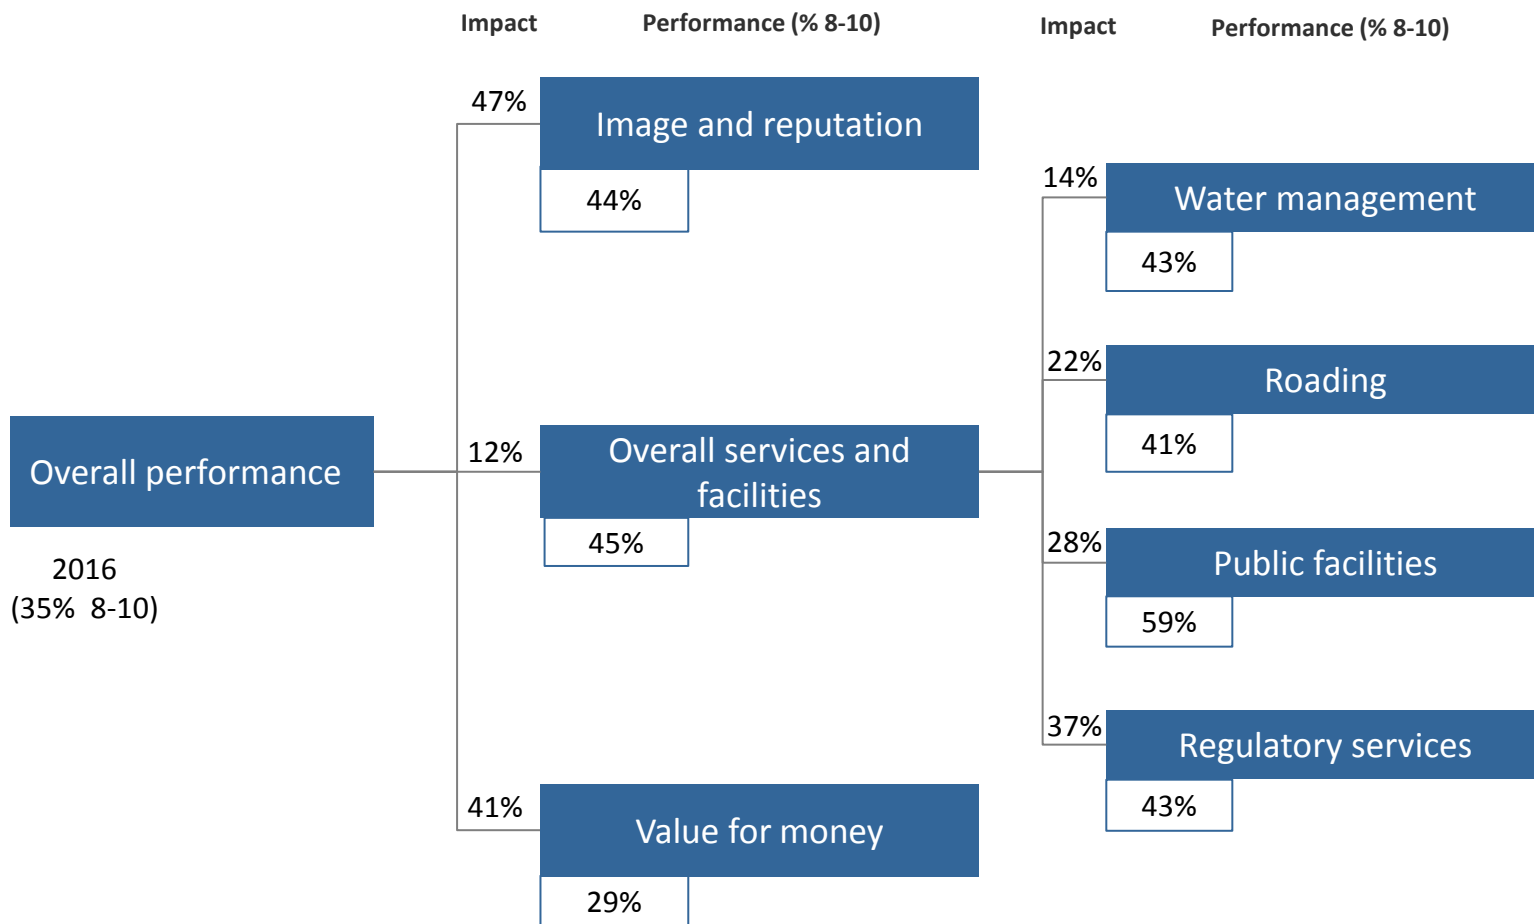 Impact
Performance (% 8-10)
Impact
Performance (% 8-10)
47%
Image and reputation
44%
14%
Water management
43%
22%
Roading
41%
Overall performance
2016
(35% 8-10)
12%
Overall services and
facilities
45%
28%
Public facilities
59%
37%
Regulatory services
43%
41%
Value for money
29%